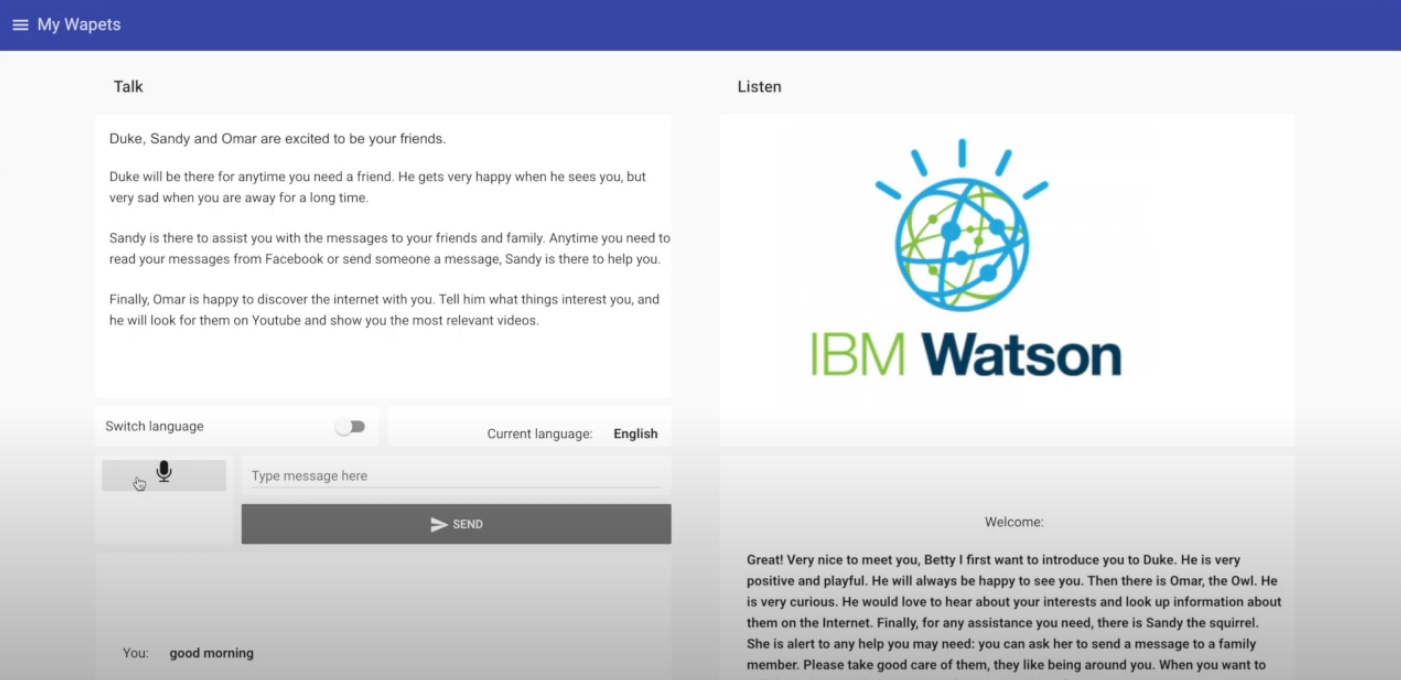 My Wapets
Talk
Duke, Sandy and Omar are excited to be your friends.
Duke will be there for anytime you need a friend. He gets very happy when he sees you, but
very sad when you are away for a long time.
Sandy is there to assist you with the messages to your friends and family. Anytime you need to
read your messages from Facebook or send someone a message, Sandy is there to help you.
Finally, Omar is happy to discover the internet with you. Tell him what things interest you, and
he will look for them on Youtube and show you the most relevant videos.
Switch language
Current language: English
Type message here
SEND
You: good morning
Listen
IBM Watson
Welcome:
Great! Very nice to meet you, Betty I first want to introduce you to Duke. He is very
positive and playful. He will always be happy to see you. Then there is Omar, the Owl. He
is very curious. He would love to hear about your interests and look up information about
them on the Internet. Finally, for any assistance you need, there is Sandy the squirrel.
She is alert to any help you may need: you can ask her to send a message to a family
member. Please take good care of them, they like being around you. When you want to